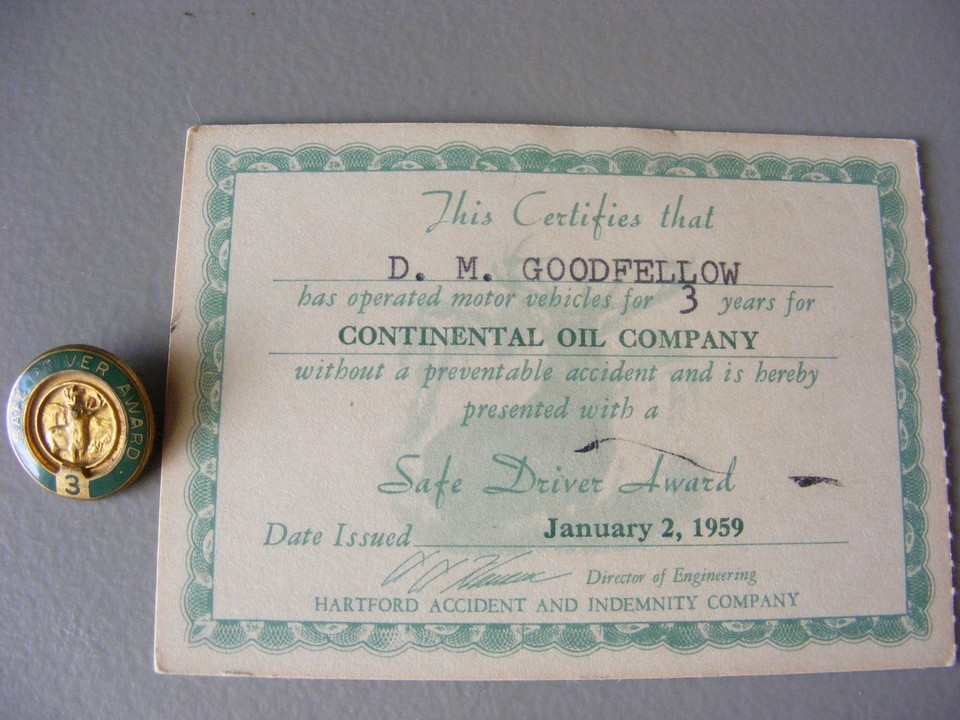 This Certifies that
D. M. GOODFELLOW
has operated motor vehicles for 3 years for
CONTINENTAL OIL COMPANY
without a preventable accident and is hereby
presented with a
Safe Driver Award
Date Issued January 2, 1959
Director of Engineering
HARTFORD ACCIDENT AND INDEMNITY COMPANY
SAFE DRIVER AWARD
3